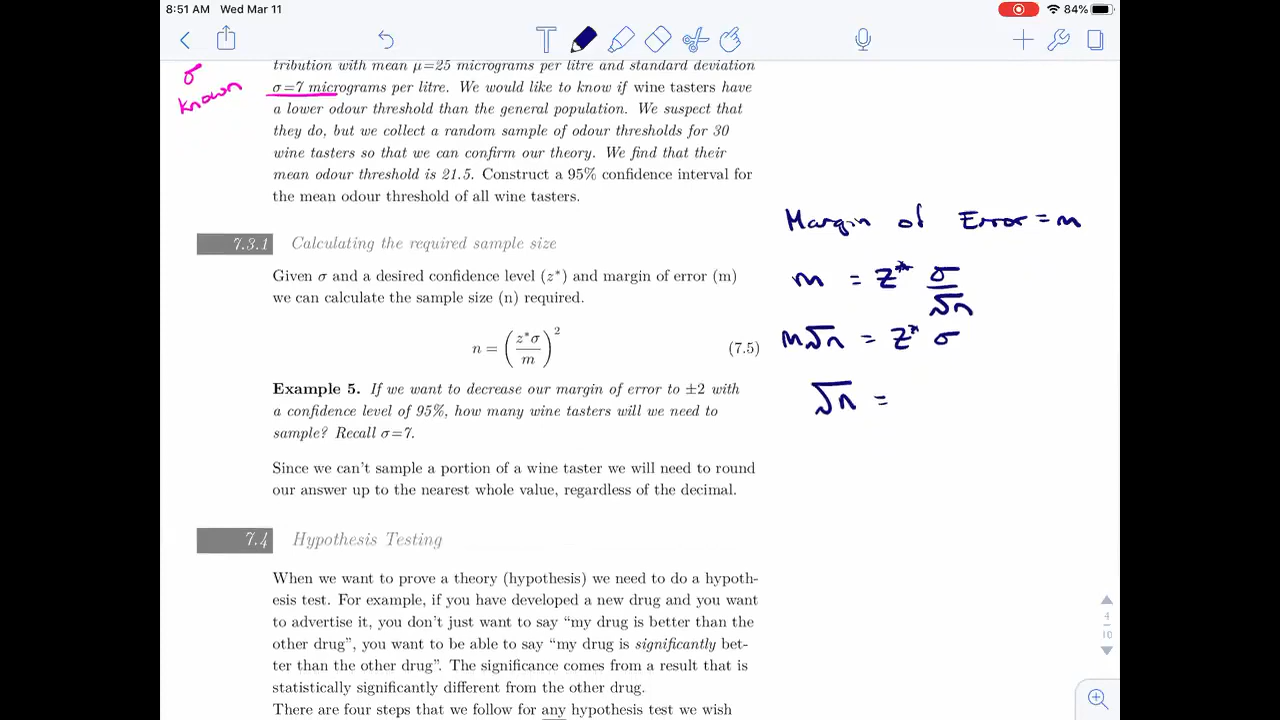 8:51 AM Wed Mar 11
84%
T
σ
known
tribution with mean μ=25 micrograms per litre and standard deviation
σ=7 micrograms per litre. We would like to know if wine tasters have
a lower odour threshold than the general population. We suspect that
they do, but we collect a random sample of odour thresholds for 30
wine tasters so that we can confirm our theory. We find that their
mean odour threshold is 21.5. Construct a 95% confidence interval for
the mean odour threshold of all wine tasters.
7.3.1 Calculating the required sample size
Given σ and a desired confidence level (z*) and margin of error (m)
we can calculate the sample size (n) required.
n = (z*σ/m)² (7.5)
Example 5. If we want to decrease our margin of error to ±2 with
a confidence level of 95%, how many wine tasters will we need to
sample? Recall σ=7.
Since we can't sample a portion of a wine taster we will need to round
our answer up to the nearest whole value, regardless of the decimal.
7.4 Hypothesis Testing
When we want to prove a theory (hypothesis) we need to do a hypoth-
esis test. For example, if you have developed a new drug and you want
to advertise it, you don't just want to say “my drug is better than the
other drug”, you want to be able to say “my drug is significantly bet-
ter than the other drug”. The significance comes from a result that is
statistically significantly different from the other drug.
There are four steps that we follow for any hypothesis test we wish
Margin of Error = m
m = z* σ/√n
m√n = z* σ
√n =
4
10